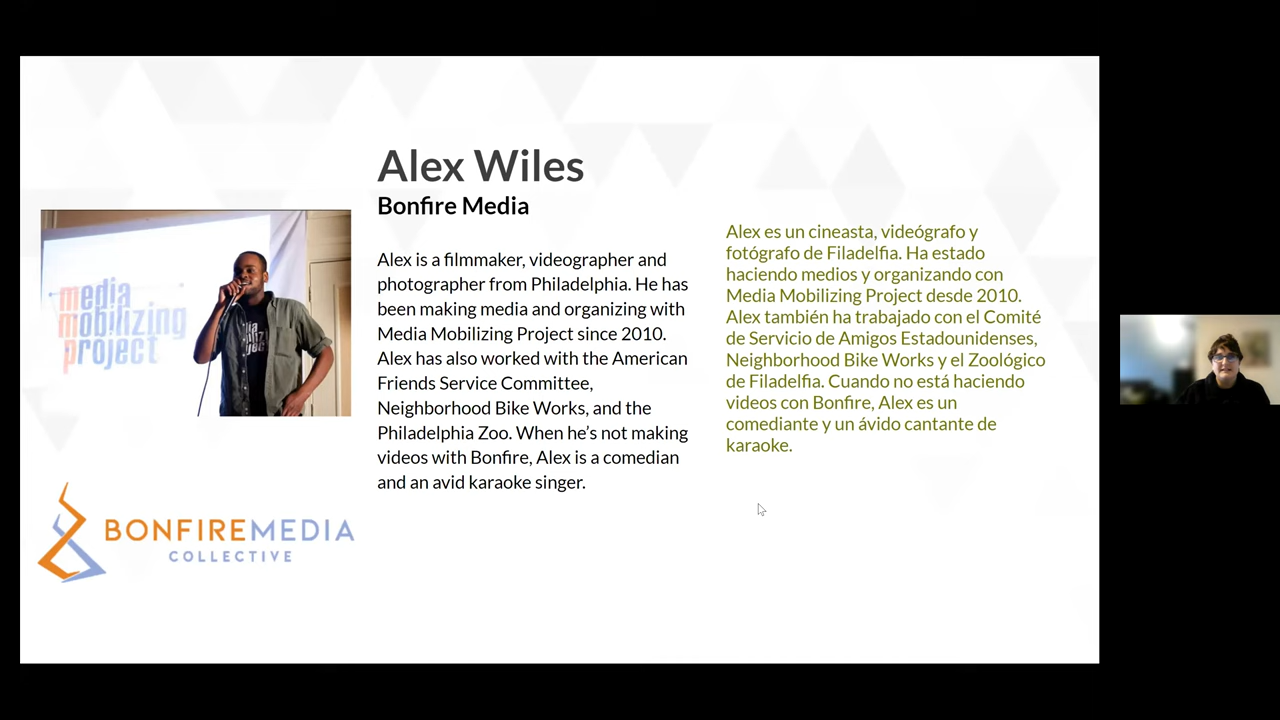 Alex Wiles
Bonfire Media
Alex is a filmmaker, videographer and
photographer from Philadelphia. He has
been making media and organizing with
Media Mobilizing Project since 2010.
Alex has also worked with the American
Friends Service Committee,
Neighborhood Bike Works, and the
Philadelphia Zoo. When he’s not making
videos with Bonfire, Alex is a comedian
and an avid karaoke singer.
Alex es un cineasta, videógrafo y
fotógrafo de Filadelfia. Ha estado
haciendo medios y organizando con
Media Mobilizing Project desde 2010.
Alex también ha trabajado con el Comité
de Servicio de Amigos Estadounidenses,
Neighborhood Bike Works y el Zoológico
de Filadelfia. Cuando no está haciendo
videos con Bonfire, Alex es un
comediante y un ávido cantante de
karaoke.
media
mobilizing
project
BONFIREMEDIA
COLLECTIVE